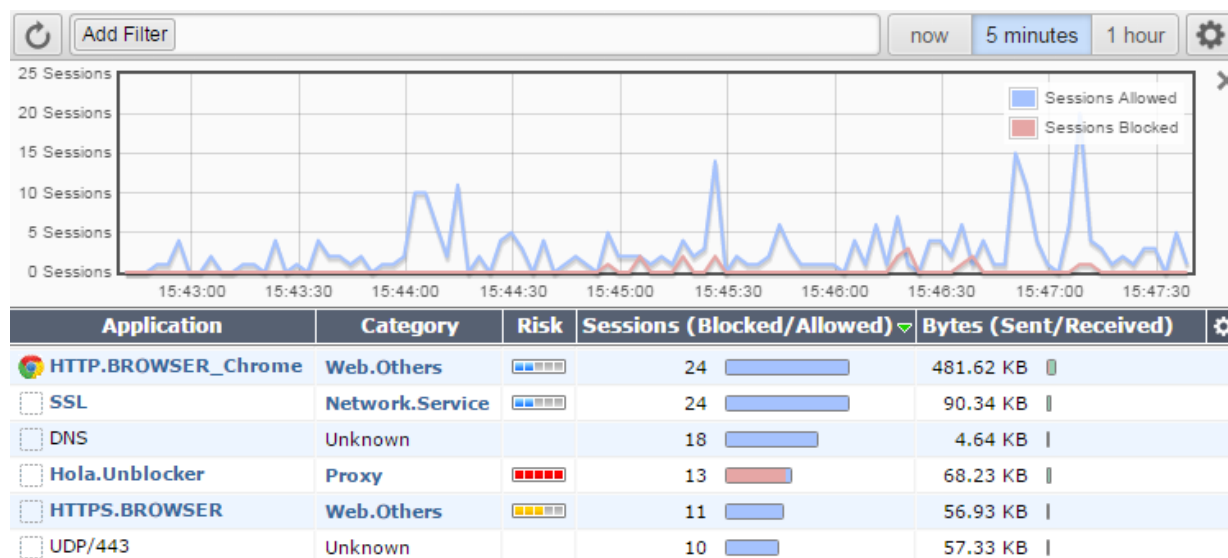 Add Filter now 5 minutes 1 hour
25 Sessions
20 Sessions
15 Sessions
10 Sessions
5 Sessions
0 Sessions
Sessions Allowed
Sessions Blocked
15:43:00 15:43:30 15:44:00 15:44:30 15:45:00 15:45:30 15:46:00 15:46:30 15:47:00 15:47:30
Application Category Risk Sessions (Blocked/Allowed) Bytes (Sent/Received)
HTTP.BROWSER_Chrome Web.Others 24 481.62 KB
SSL Network.Service 24 90.34 KB
DNS Unknown 18 4.64 KB
Hola.Unblocker Proxy 13 68.23 KB
HTTPS.BROWSER Web.Others 11 56.93 KB
UDP/443 Unknown 10 57.33 KB